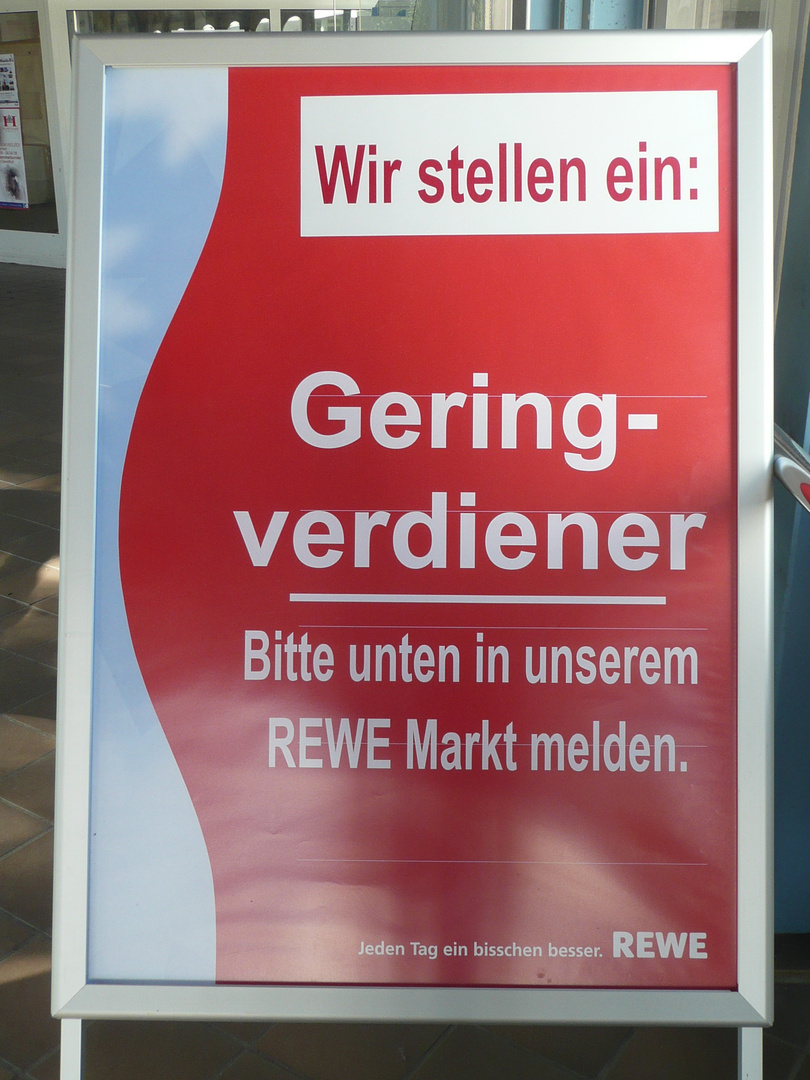 Wir stellen ein:
Gering-
verdiener
Bitte unten in unserem
REWE Markt melden.
Jeden Tag ein bisschen besser. REWE